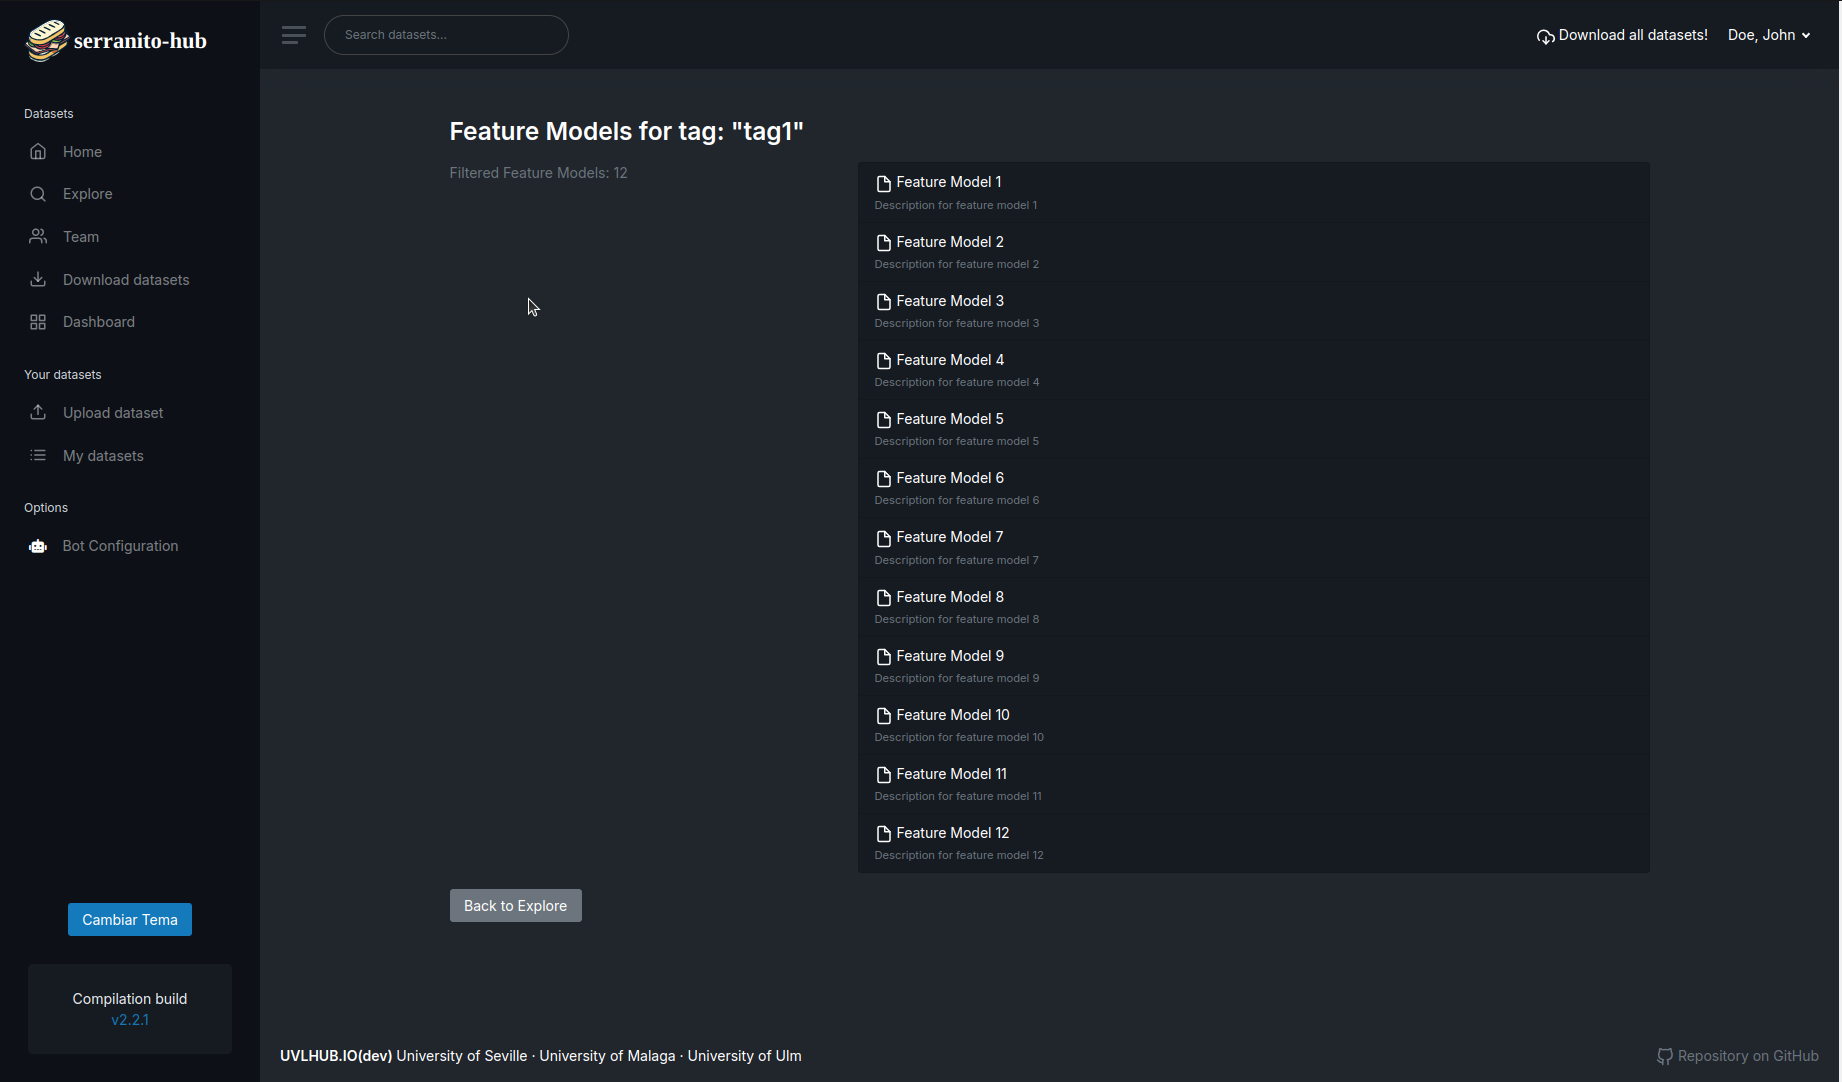 serranito-hub
Datasets
Home
Explore
Team
Download datasets
Dashboard
Your datasets
Upload dataset
My datasets
Options
Bot Configuration
Cambiar Tema
Compilation build
v2.2.1
Search datasets...
Download all datasets!
Doe, John
Feature Models for tag: "tag1"
Filtered Feature Models: 12
Feature Model 1
Description for feature model 1
Feature Model 2
Description for feature model 2
Feature Model 3
Description for feature model 3
Feature Model 4
Description for feature model 4
Feature Model 5
Description for feature model 5
Feature Model 6
Description for feature model 6
Feature Model 7
Description for feature model 7
Feature Model 8
Description for feature model 8
Feature Model 9
Description for feature model 9
Feature Model 10
Description for feature model 10
Feature Model 11
Description for feature model 11
Feature Model 12
Description for feature model 12
Back to Explore
UVLHUB.IO(dev) University of Seville · University of Malaga · University of Ulm
Repository on GitHub